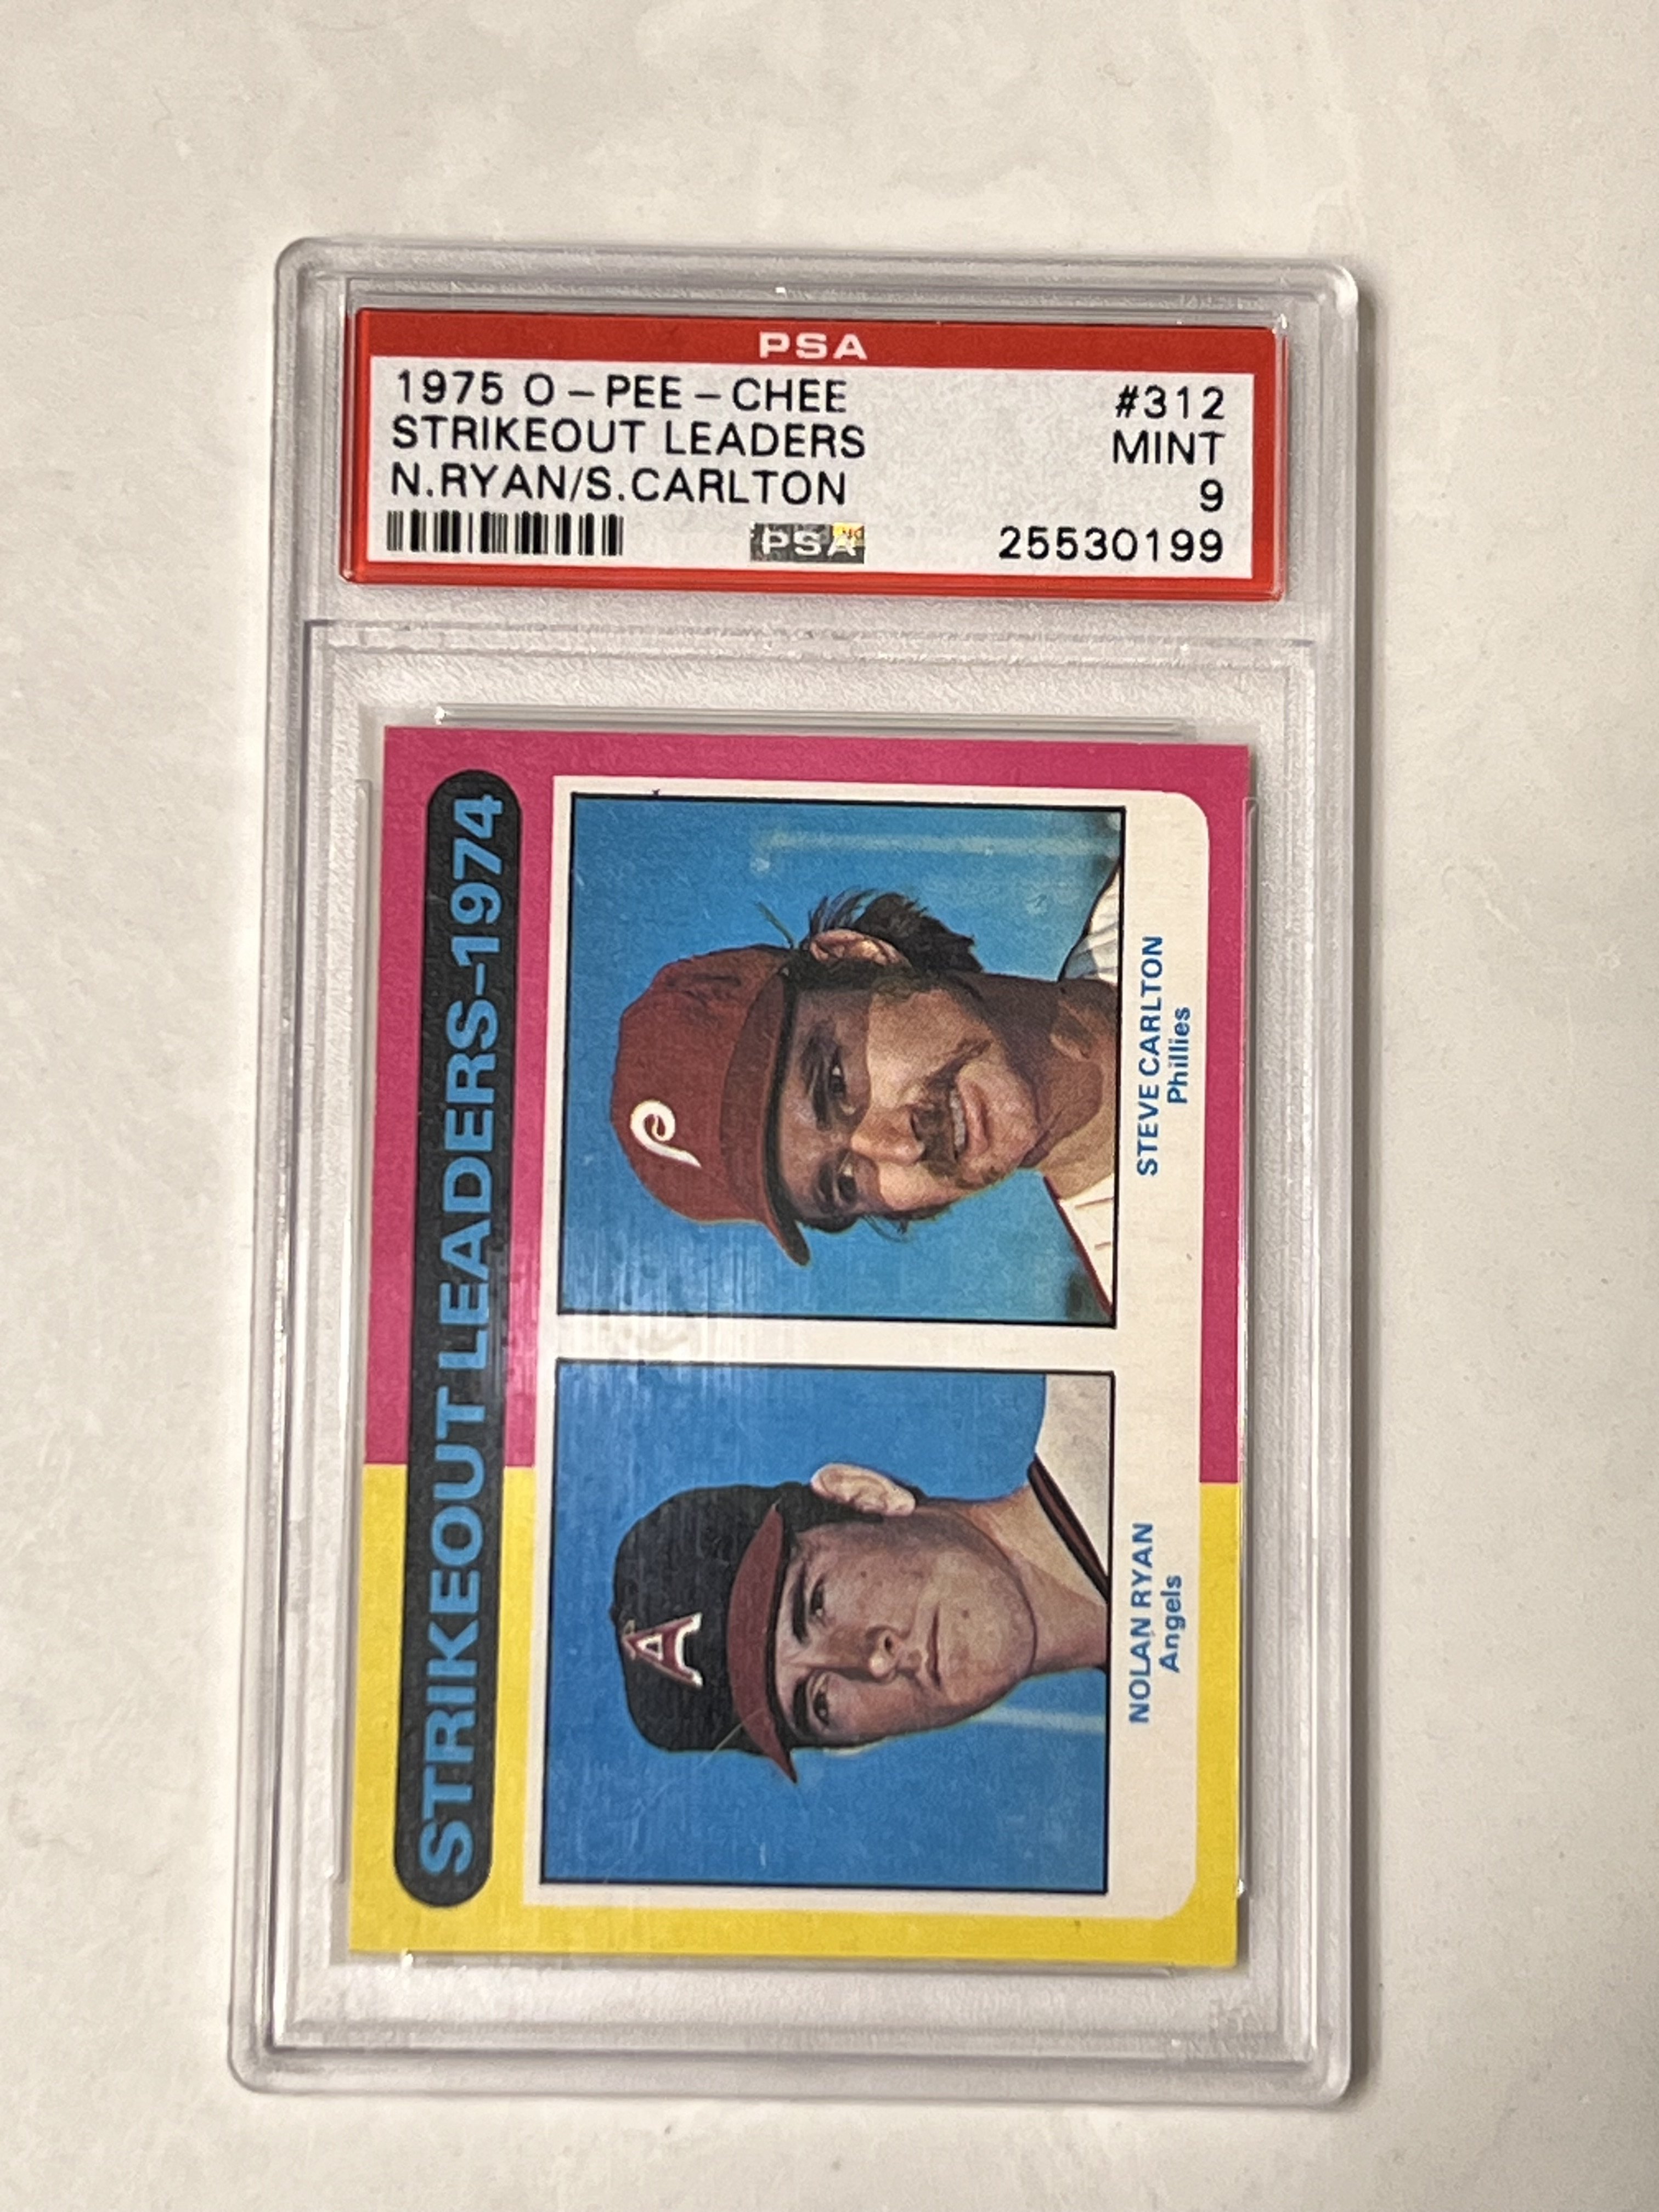 PSA
1975 O-PEE-CHEE #312
STRIKEOUT LEADERS MINT
N.RYAN/S.CARLTON 9
PSA 25530199
STRIKEOUT LEADERS-1974
NOLAN RYAN
Angels
STEVE CARLTON
Phillies
A
P